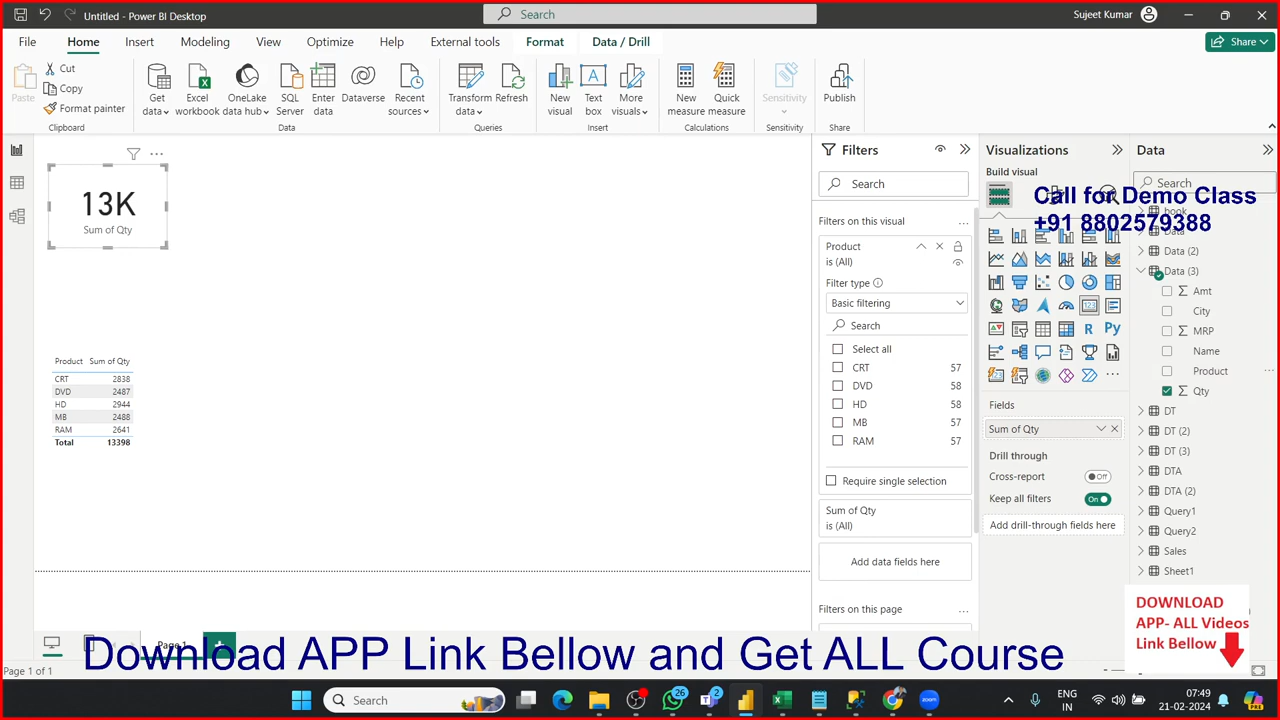 Untitled - Power BI Desktop
Search
Sujeet Kumar
File Home Insert Modeling View Optimize Help External tools Format Data / Drill
Share
Paste
Cut
Copy
Format painter
Get data
Excel workbook
OneLake data hub
SQL Server
Enter data
Dataverse
Recent sources
Transform data
Refresh
New visual
Text box
More visuals
New measure
Quick measure
Sensitivity
Publish
Clipboard
Data
Queries
Insert
Calculations
Sensitivity
Share
13K
Sum of Qty
Product Sum of Qty
CRT 2838
DVD 2487
HD 2944
MB 2488
RAM 2641
Total 13398
Filters
Search
Filters on this visual
Product
is (All)
Filter type
Basic filtering
Search
Select all
CRT 57
DVD 58
HD 58
MB 57
RAM 57
Require single selection
Sum of Qty
is (All)
Add data fields here
Filters on this page
Visualizations
Build visual
R Py
123
Fields
Sum of Qty
Drill through
Cross-report Off
Keep all filters On
Add drill-through fields here
Data
Search
Call for Demo Class
+91 8802579388
book
Data
Data (2)
Data (3)
Amt
City
MRP
Name
Product
Qty
DT
DT (2)
DT (3)
DTA
DTA (2)
Query1
Query2
Sales
Sheet1
DOWNLOAD
APP- ALL Videos
Link Bellow
Page 1
Download APP Link Bellow and Get ALL Course
Page 1 of 1
Search
26
2
ENG
IN
07:49
21-02-2024
PRE